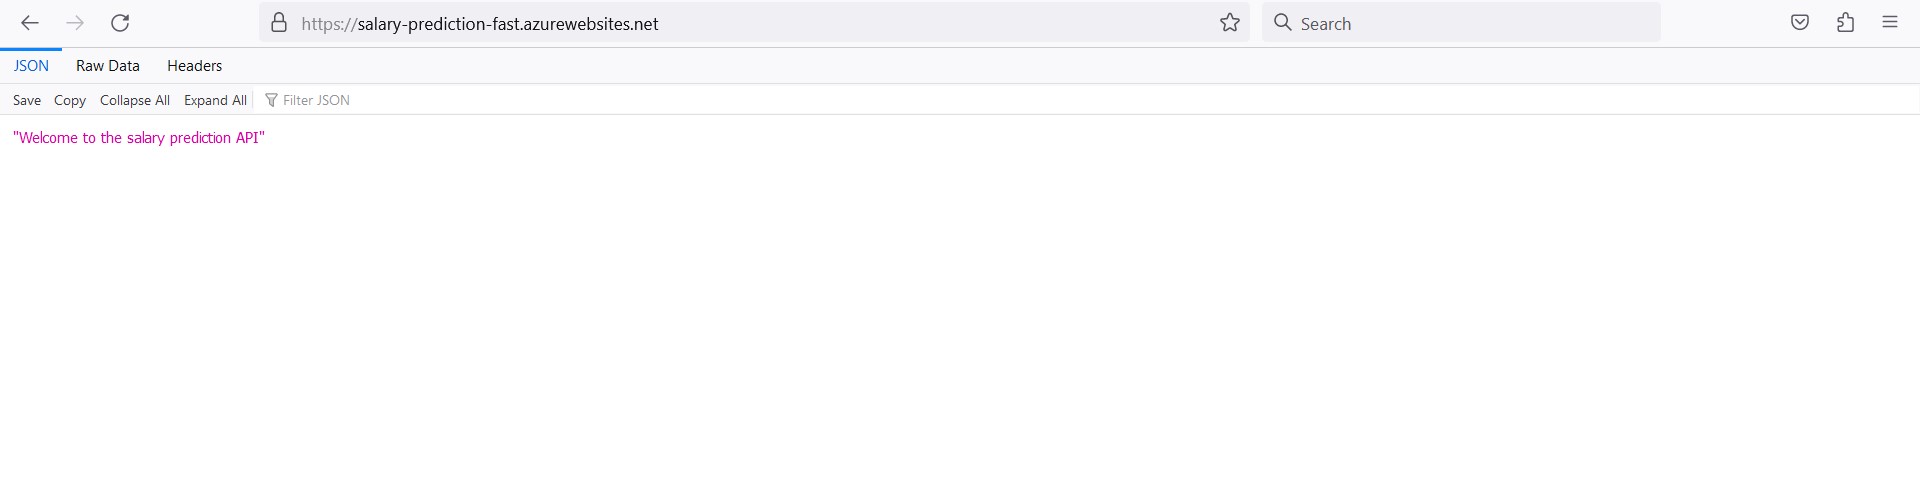 https://salary-prediction-fast.azurewebsites.net Search
JSON Raw Data Headers
Save Copy Collapse All Expand All Filter JSON
"Welcome to the salary prediction API"